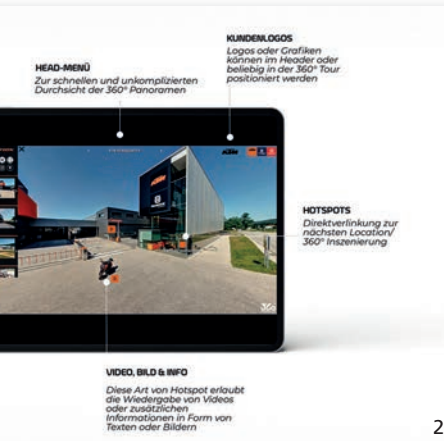 KUNDENLOGOS
Logos oder Grafiken
können im Header oder
beliebig in der 360° Tour
positioniert werden
HEAD-MENÜ
Zur schnellen und unkomplizierten
Durchsicht der 360° Panoramen
KTM
HOTSPOTS
Direktverlinkung zur
nächsten Location/
360° Inszenierung
360
VIDEO, BILD & INFO
Diese Art von Hotspot erlaubt
die Wiedergabe von Videos
oder zusätzlichen
Informationen in Form von
Texten oder Bildern
2